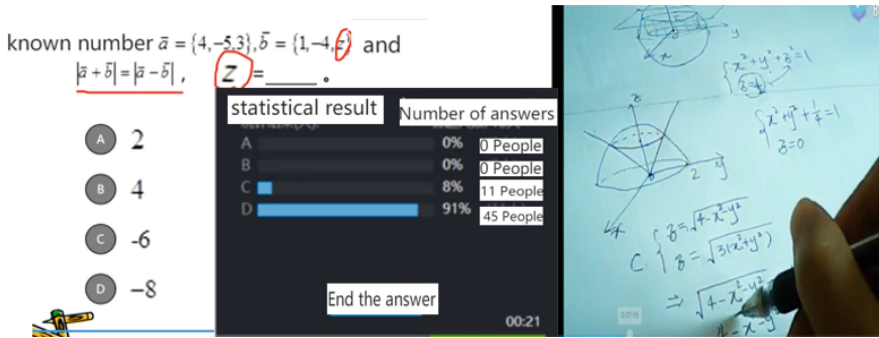 known number ā = {4,-5,3}, b̄ = {1,-4,z} and
|ā + b̄| = |ā - b̄| , Z = ______ 。
A 2
B 4
C -6
D -8
statistical result Number of answers
A 0% 0 People
B 0% 0 People
C 8% 11 People
D 91% 45 People
End the answer
00:21
y
x
x²+y²+z²=1
z
x²+y²+1/4=1
z=0
2 y
x
C. z=√4-x²-y²
z=√3(x²+y²)
⇒ √4-x²-y²
4-x-y²